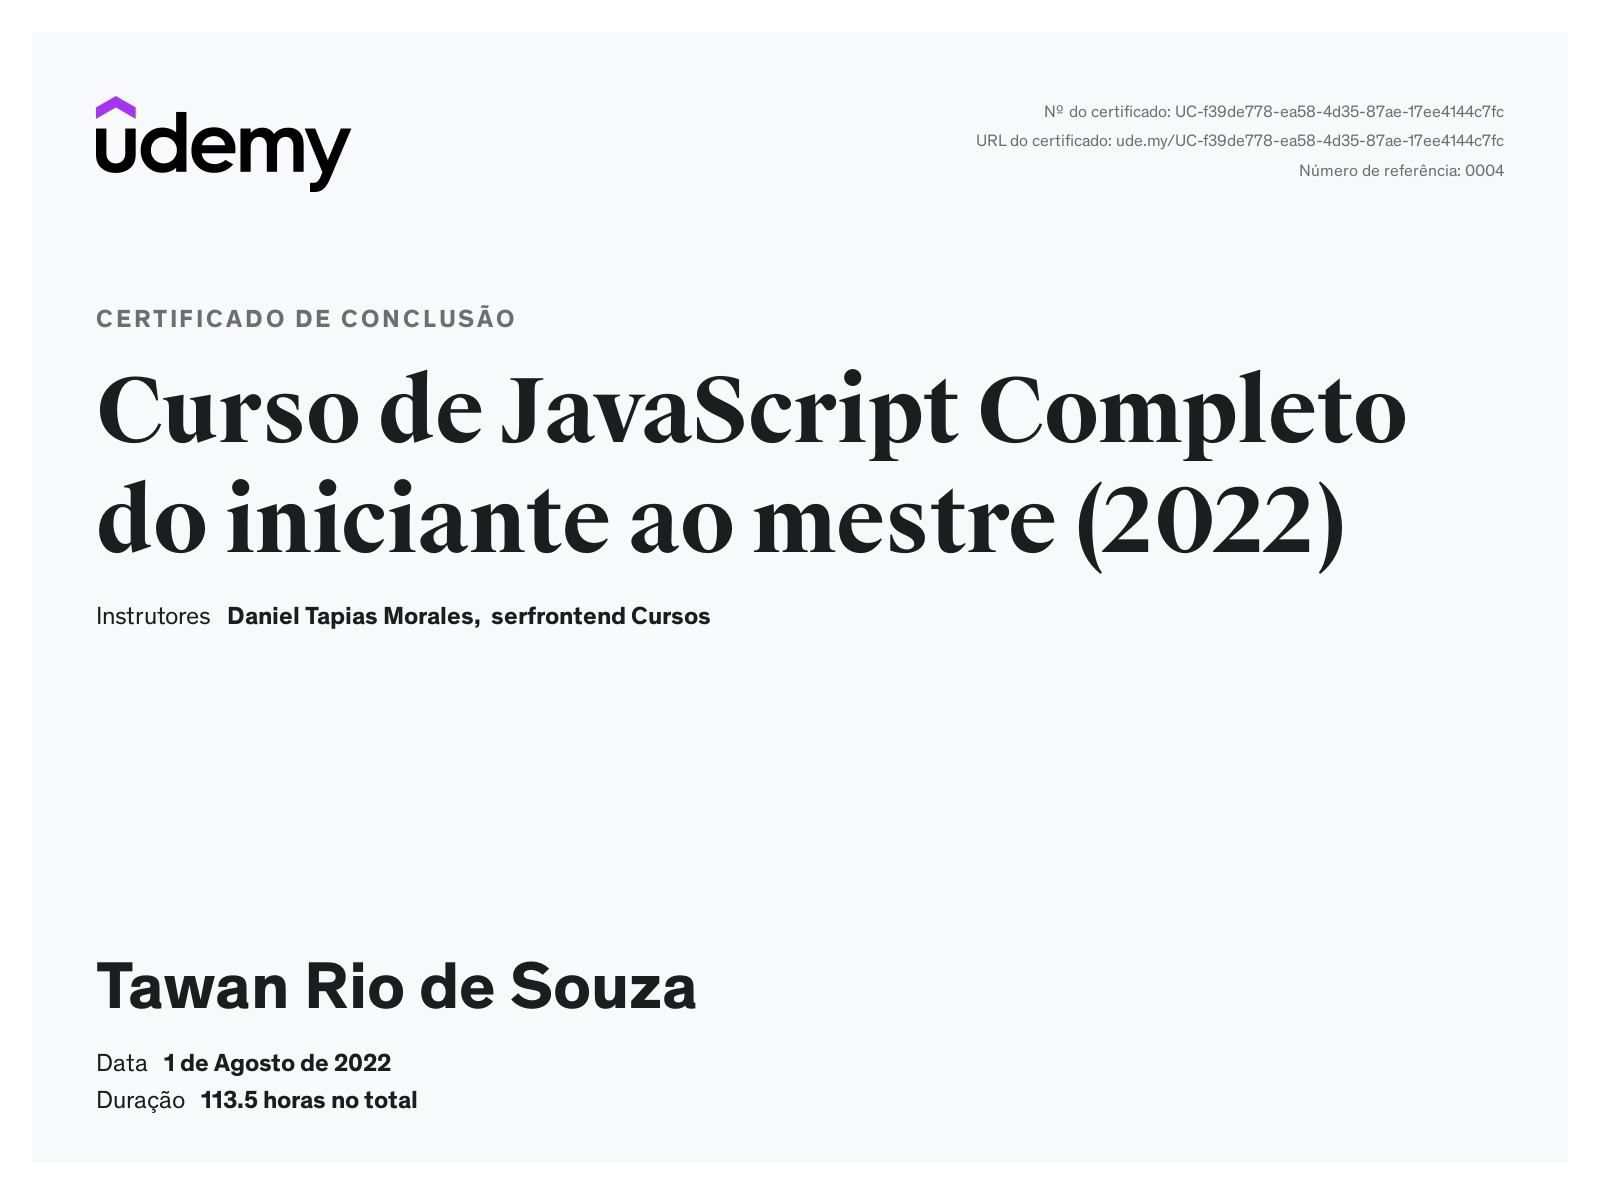 udemy
Nº do certificado: UC-f39de778-ea58-4d35-87ae-17ee4144c7fc
URL do certificado: ude.my/UC-f39de778-ea58-4d35-87ae-17ee4144c7fc
Número de referência: 0004
CERTIFICADO DE CONCLUSÃO
Curso de JavaScript Completo
do iniciante ao mestre (2022)
Instrutores Daniel Tapias Morales, serfrontend Cursos
Tawan Rio de Souza
Data 1 de Agosto de 2022
Duração 113.5 horas no total